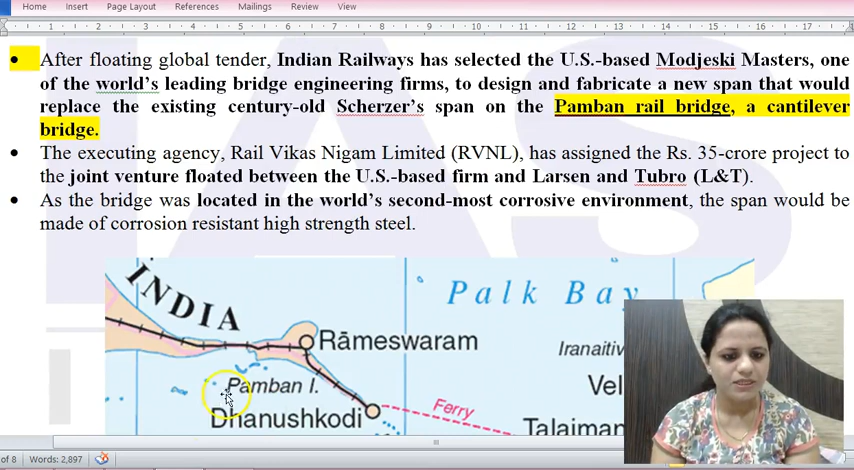 Home Insert Page Layout References Mailings Review View
• After floating global tender, Indian Railways has selected the U.S.-based Modjeski Masters, one
of the world's leading bridge engineering firms, to design and fabricate a new span that would
replace the existing century-old Scherzer's span on the Pamban rail bridge, a cantilever
bridge.
• The executing agency, Rail Vikas Nigam Limited (RVNL), has assigned the Rs. 35-crore project to
the joint venture floated between the U.S.-based firm and Larsen and Tubro (L&T).
• As the bridge was located in the world's second-most corrosive environment, the span would be
made of corrosion resistant high strength steel.
IAS
INDIA
Palk Bay
Rāmeswaram
Iranaitiv
Pamban I.
Vel
Dhanushkodi
Ferry
Talaiman
of 8 Words: 2,897